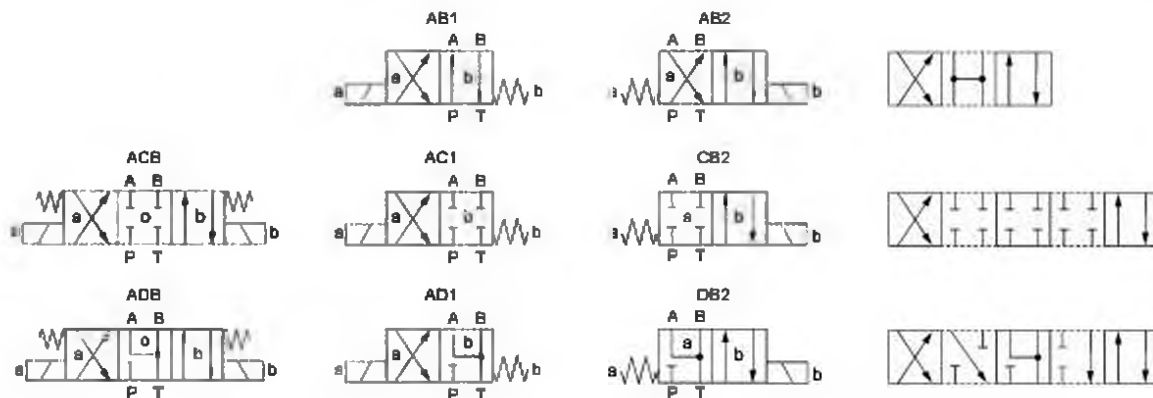 AB1 AB2
A B A B
a a b b a a b b
P T P T
ACB AC1 CB2
A B A B A B
a a o b b a a b b a a b b
P T P T P T
ADB AD1 DB2
A B A B A B
a a o b b a a b b a a b b
P T P T P T